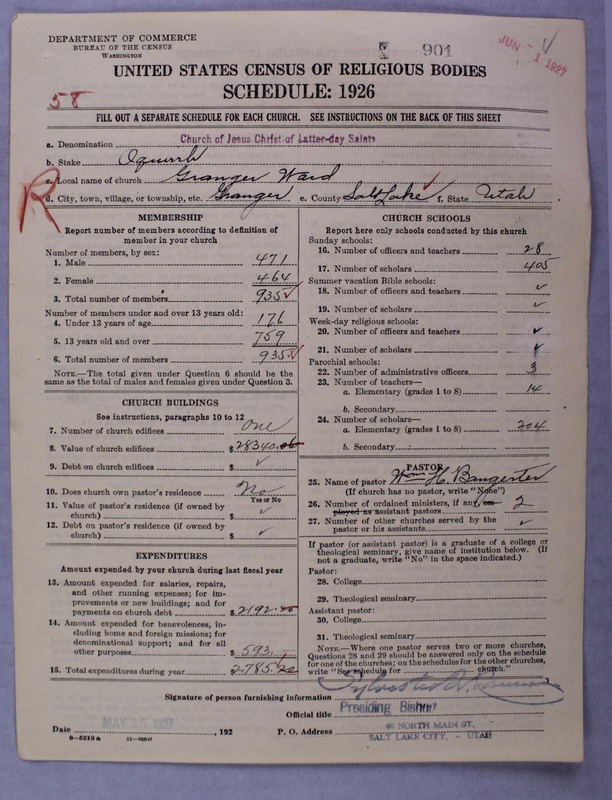 DEPARTMENT OF COMMERCE
BUREAU OF THE CENSUS
WASHINGTON
901
JUN - 1 1927
UNITED STATES CENSUS OF RELIGIOUS BODIES
SCHEDULE: 1926
58
FILL OUT A SEPARATE SCHEDULE FOR EACH CHURCH. SEE INSTRUCTIONS ON THE BACK OF THIS SHEET
a. Denomination Church of Jesus Christ of Latter-day Saints
b. Stake Oquirrh
c. Local name of church Granger Ward
R
d. City, town, village, or township, etc. Granger e. County Salt Lake f. State Utah
MEMBERSHIP
Report number of members according to definition of
member in your church
Number of members, by sex:
1. Male 471
2. Female 464
3. Total number of members 935
Number of members under and over 13 years old:
4. Under 13 years of age 176
5. 13 years old and over 759
6. Total number of members 935
NOTE.—The total given under Question 6 should be
the same as the total of males and females given under Question 3.
CHURCH BUILDINGS
See instructions, paragraphs 10 to 12
7. Number of church edifices one
8. Value of church edifices $ 28340.00
9. Debt on church edifices $ ✓
10. Does church own pastor's residence No
Yes or No
11. Value of pastor's residence (if owned by
church) $ ✓
12. Debt on pastor's residence (if owned by
church) $ ✓
EXPENDITURES
Amount expended by your church during last fiscal year
13. Amount expended for salaries, repairs,
and other running expenses; for im-
provements or new buildings; and for
payments on church debt $ 2192.20
14. Amount expended for benevolences, in-
cluding home and foreign missions; for
denominational support; and for all
other purposes $ 593.
15. Total expenditures during year $ 2785.20
CHURCH SCHOOLS
Report here only schools conducted by this church
Sunday schools:
16. Number of officers and teachers 28
17. Number of scholars 405
Summer vacation Bible schools:
18. Number of officers and teachers ✓
19. Number of scholars ✓
Week-day religious schools:
20. Number of officers and teachers ✓
21. Number of scholars ✓
Parochial schools:
22. Number of administrative officers 3
23. Number of teachers—
a. Elementary (grades 1 to 8) 14
b. Secondary
24. Number of scholars—
a. Elementary (grades 1 to 8) 204
b. Secondary
PASTOR
25. Name of pastor Wm H. Bangerter
(If church has no pastor, write "None")
26. Number of ordained ministers, if any, em-
ployed as assistant pastors 2
27. Number of other churches served by the
pastor or his assistants ✓
If pastor (or assistant pastor) is a graduate of a college or
theological seminary, give name of institution below. (If
not a graduate, write "No" in the space indicated.)
Pastor:
28. College
29. Theological seminary
Assistant pastor:
30. College
31. Theological seminary
NOTE.—Where one pastor serves two or more churches,
Questions 28 and 29 should be answered only on the schedule
for one of the churches; on the schedules for the other churches,
write "See schedule for church."
Signature of person furnishing information Sylvester Q. Cannon
Official title Presiding Bishop
Date MAY 25 1927, 192 P. O. Address 40 NORTH MAIN ST,
SALT LAKE CITY, - UTAH
8—5518a 11—9084f